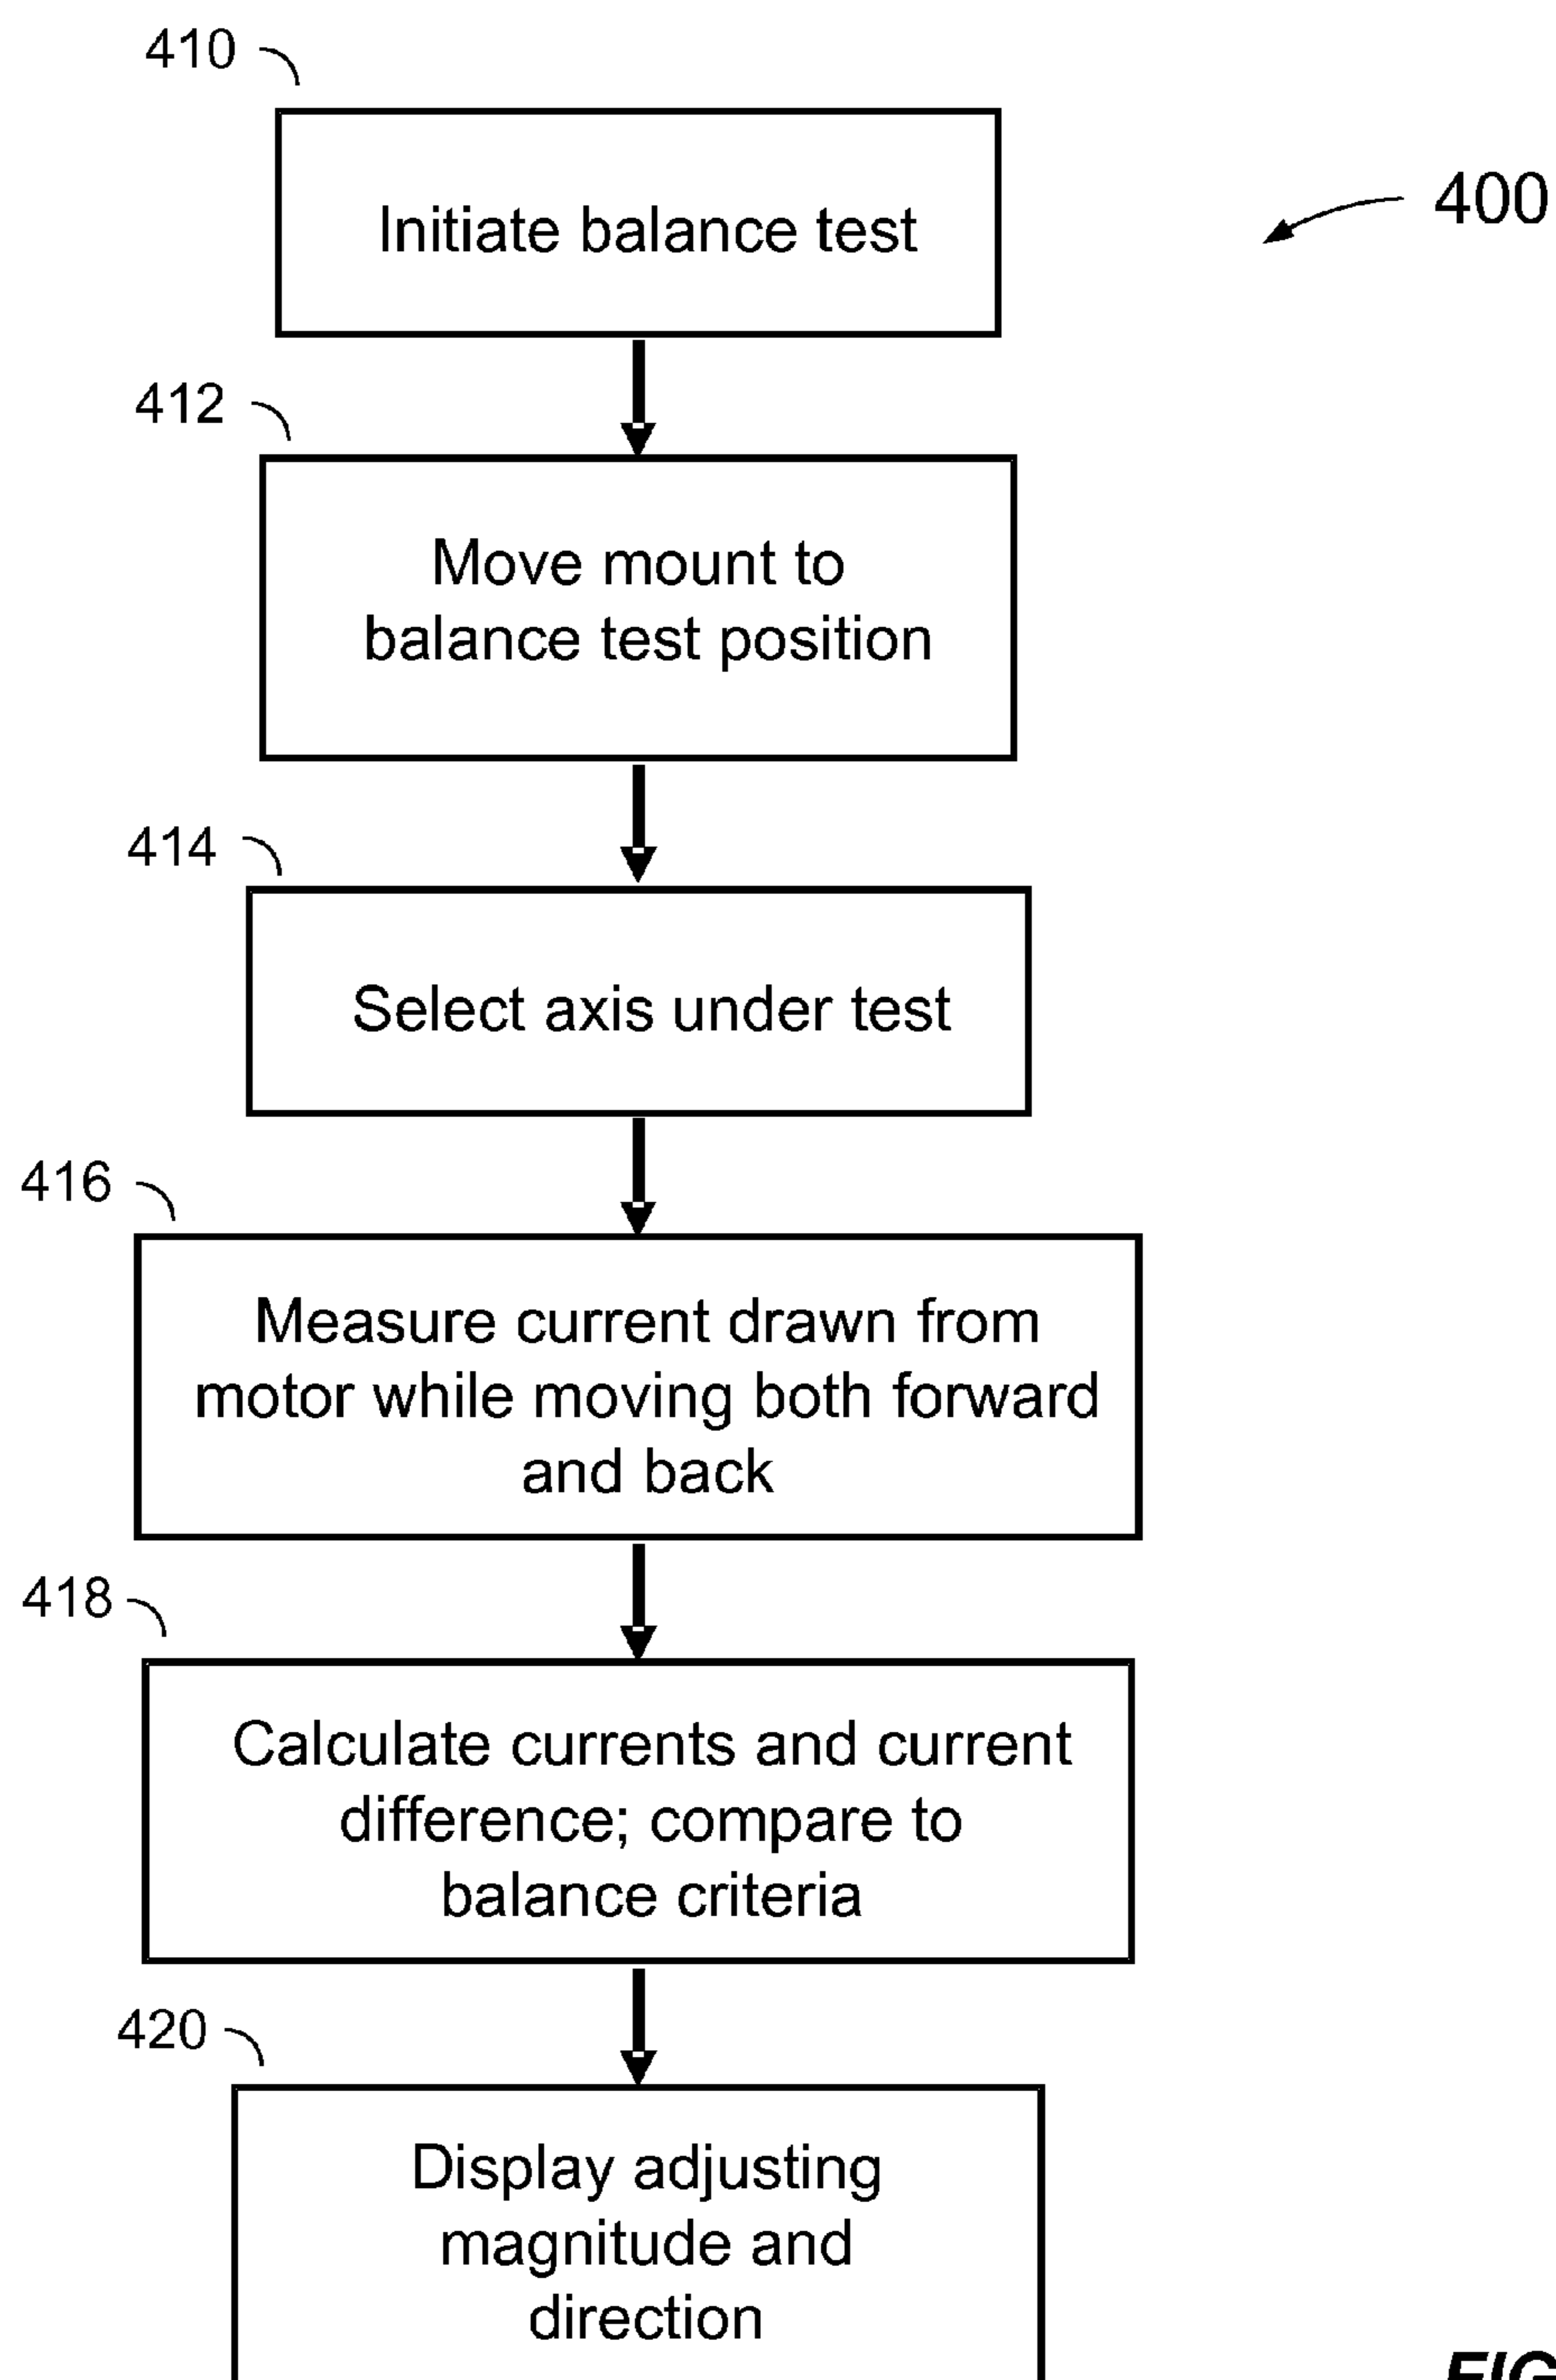 410
400
Initiate balance test
412
Move mount to
balance test position
414
Select axis under test
416
Measure current drawn from
motor while moving both forward
and back
418
Calculate currents and current
difference; compare to
balance criteria
420
Display adjusting
magnitude and
direction
FIG